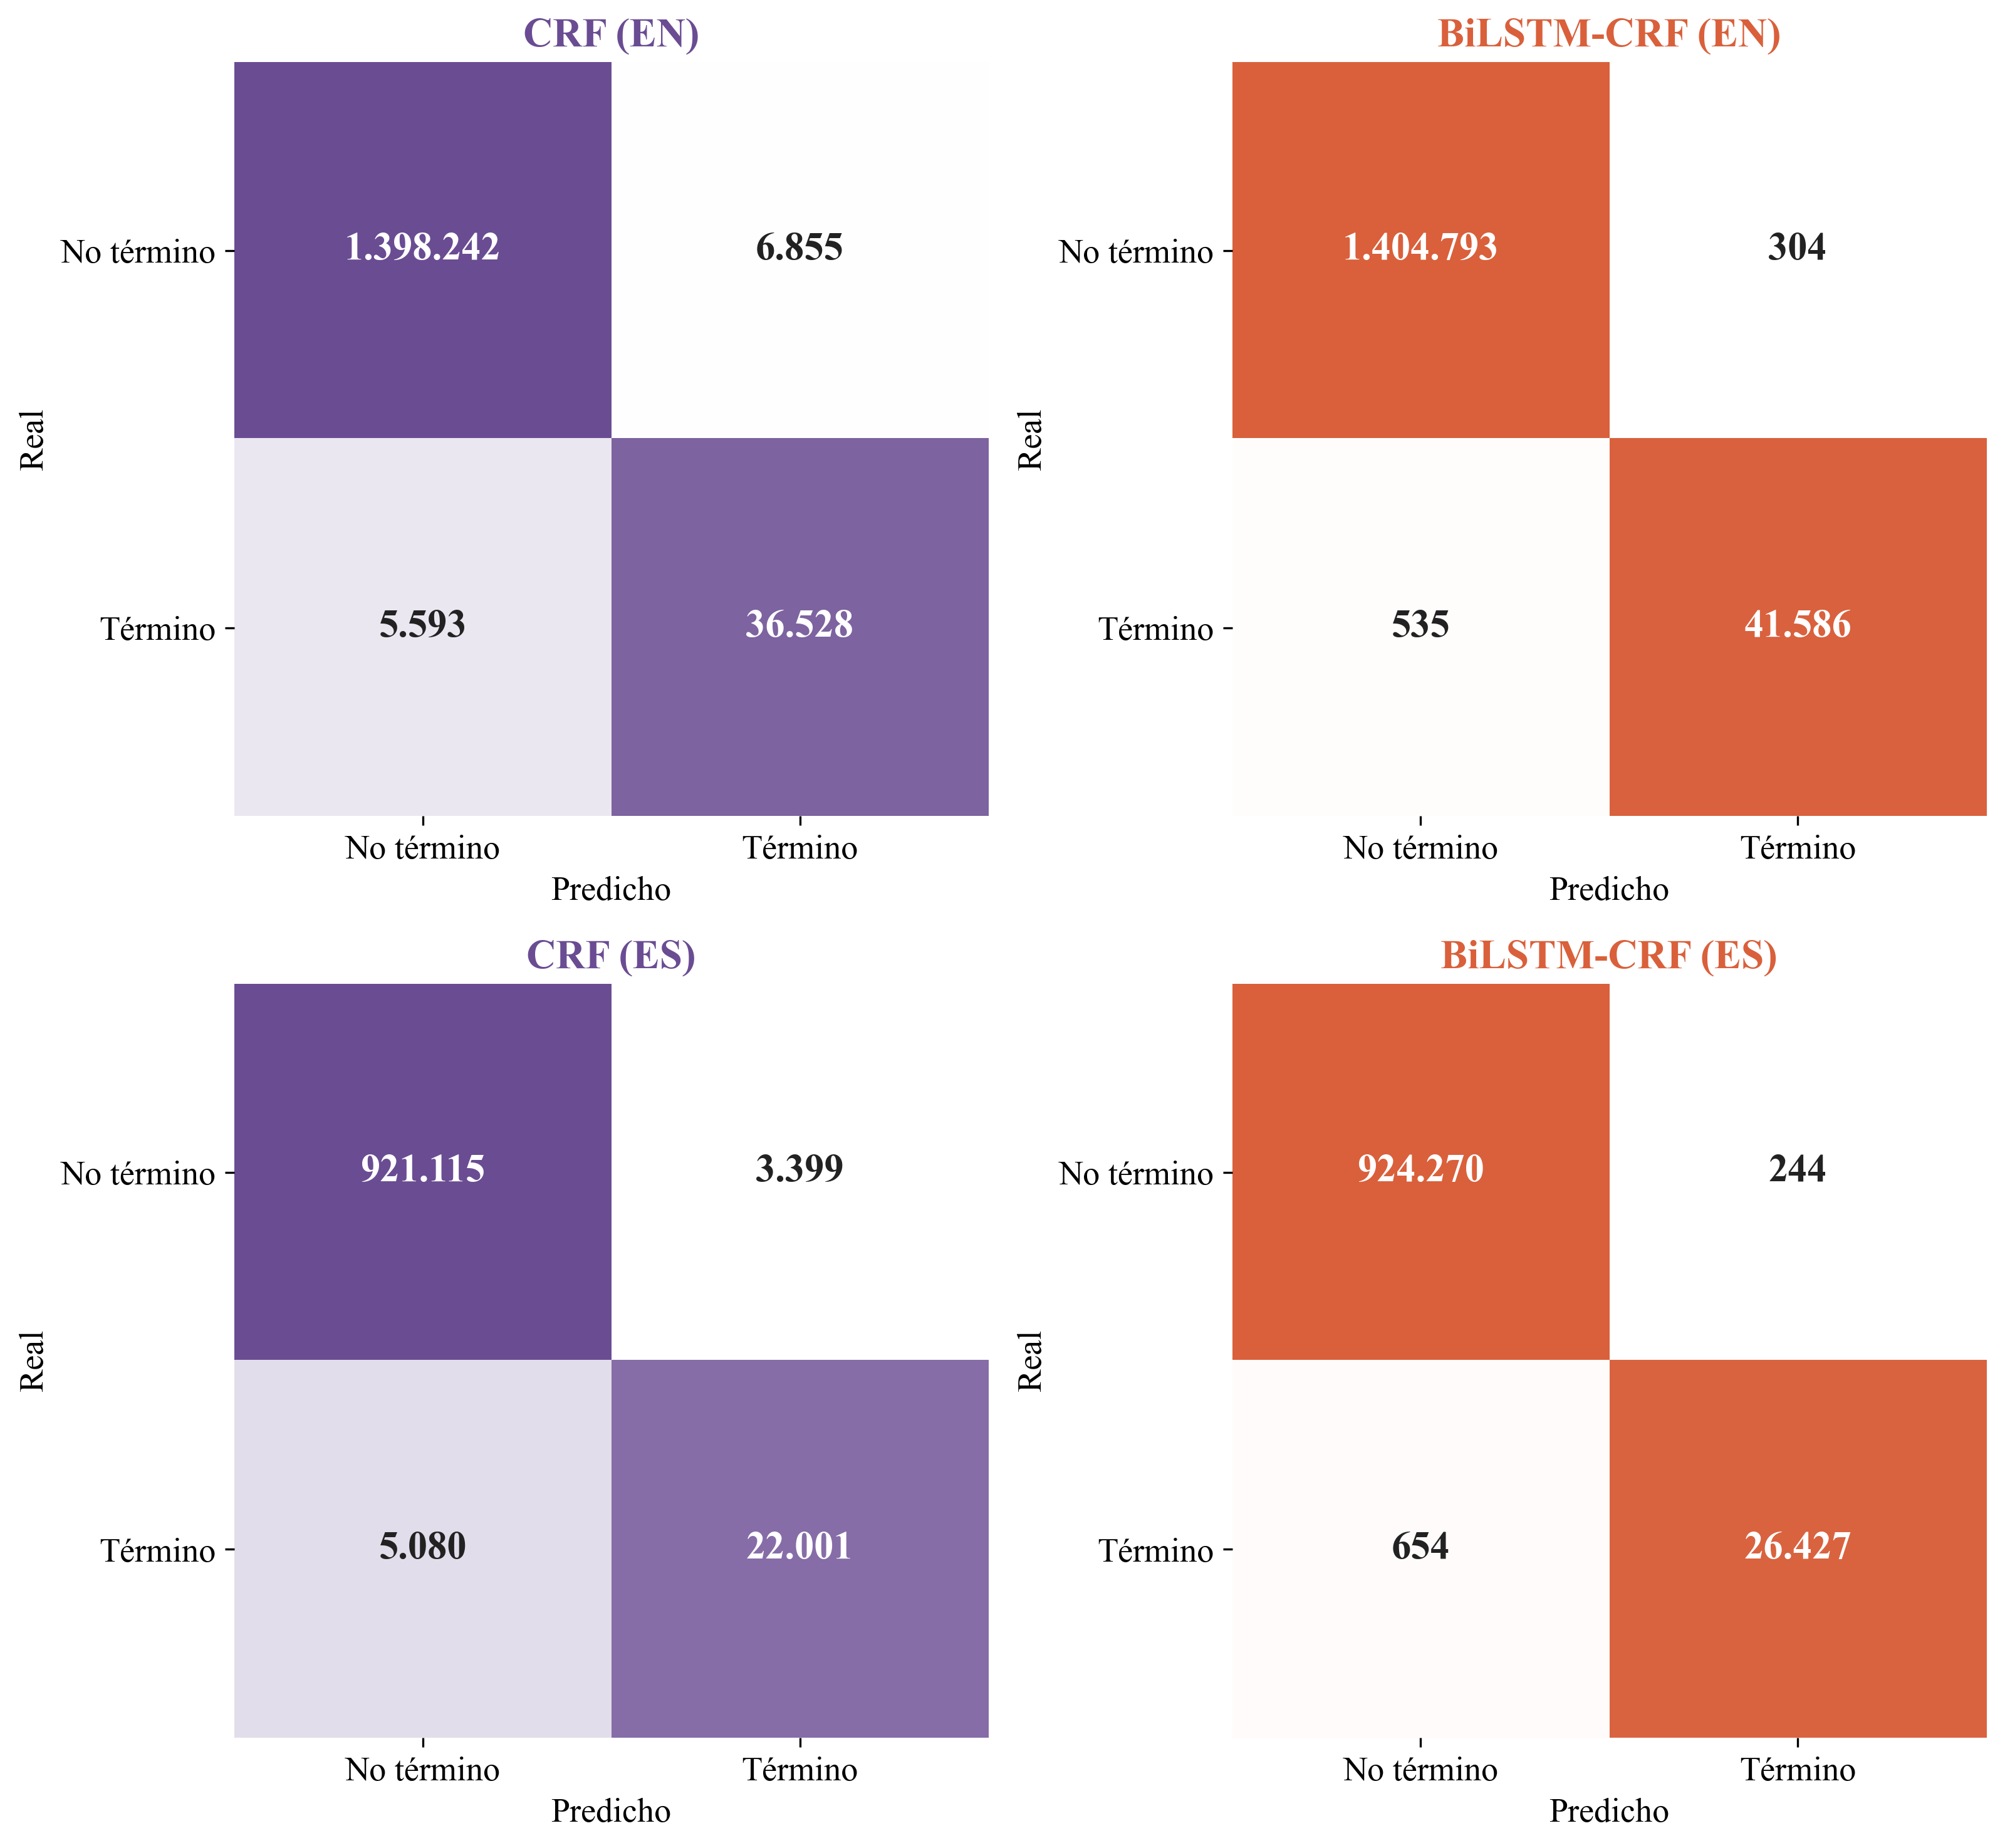 CRF (EN)
No término
1.398.242
6.855
Real
Término
5.593
36.528
No término
Término
Predicho
BiLSTM-CRF (EN)
No término
1.404.793
304
Real
Término
535
41.586
No término
Término
Predicho
CRF (ES)
No término
921.115
3.399
Real
Término
5.080
22.001
No término
Término
Predicho
BiLSTM-CRF (ES)
No término
924.270
244
Real
Término
654
26.427
No término
Término
Predicho